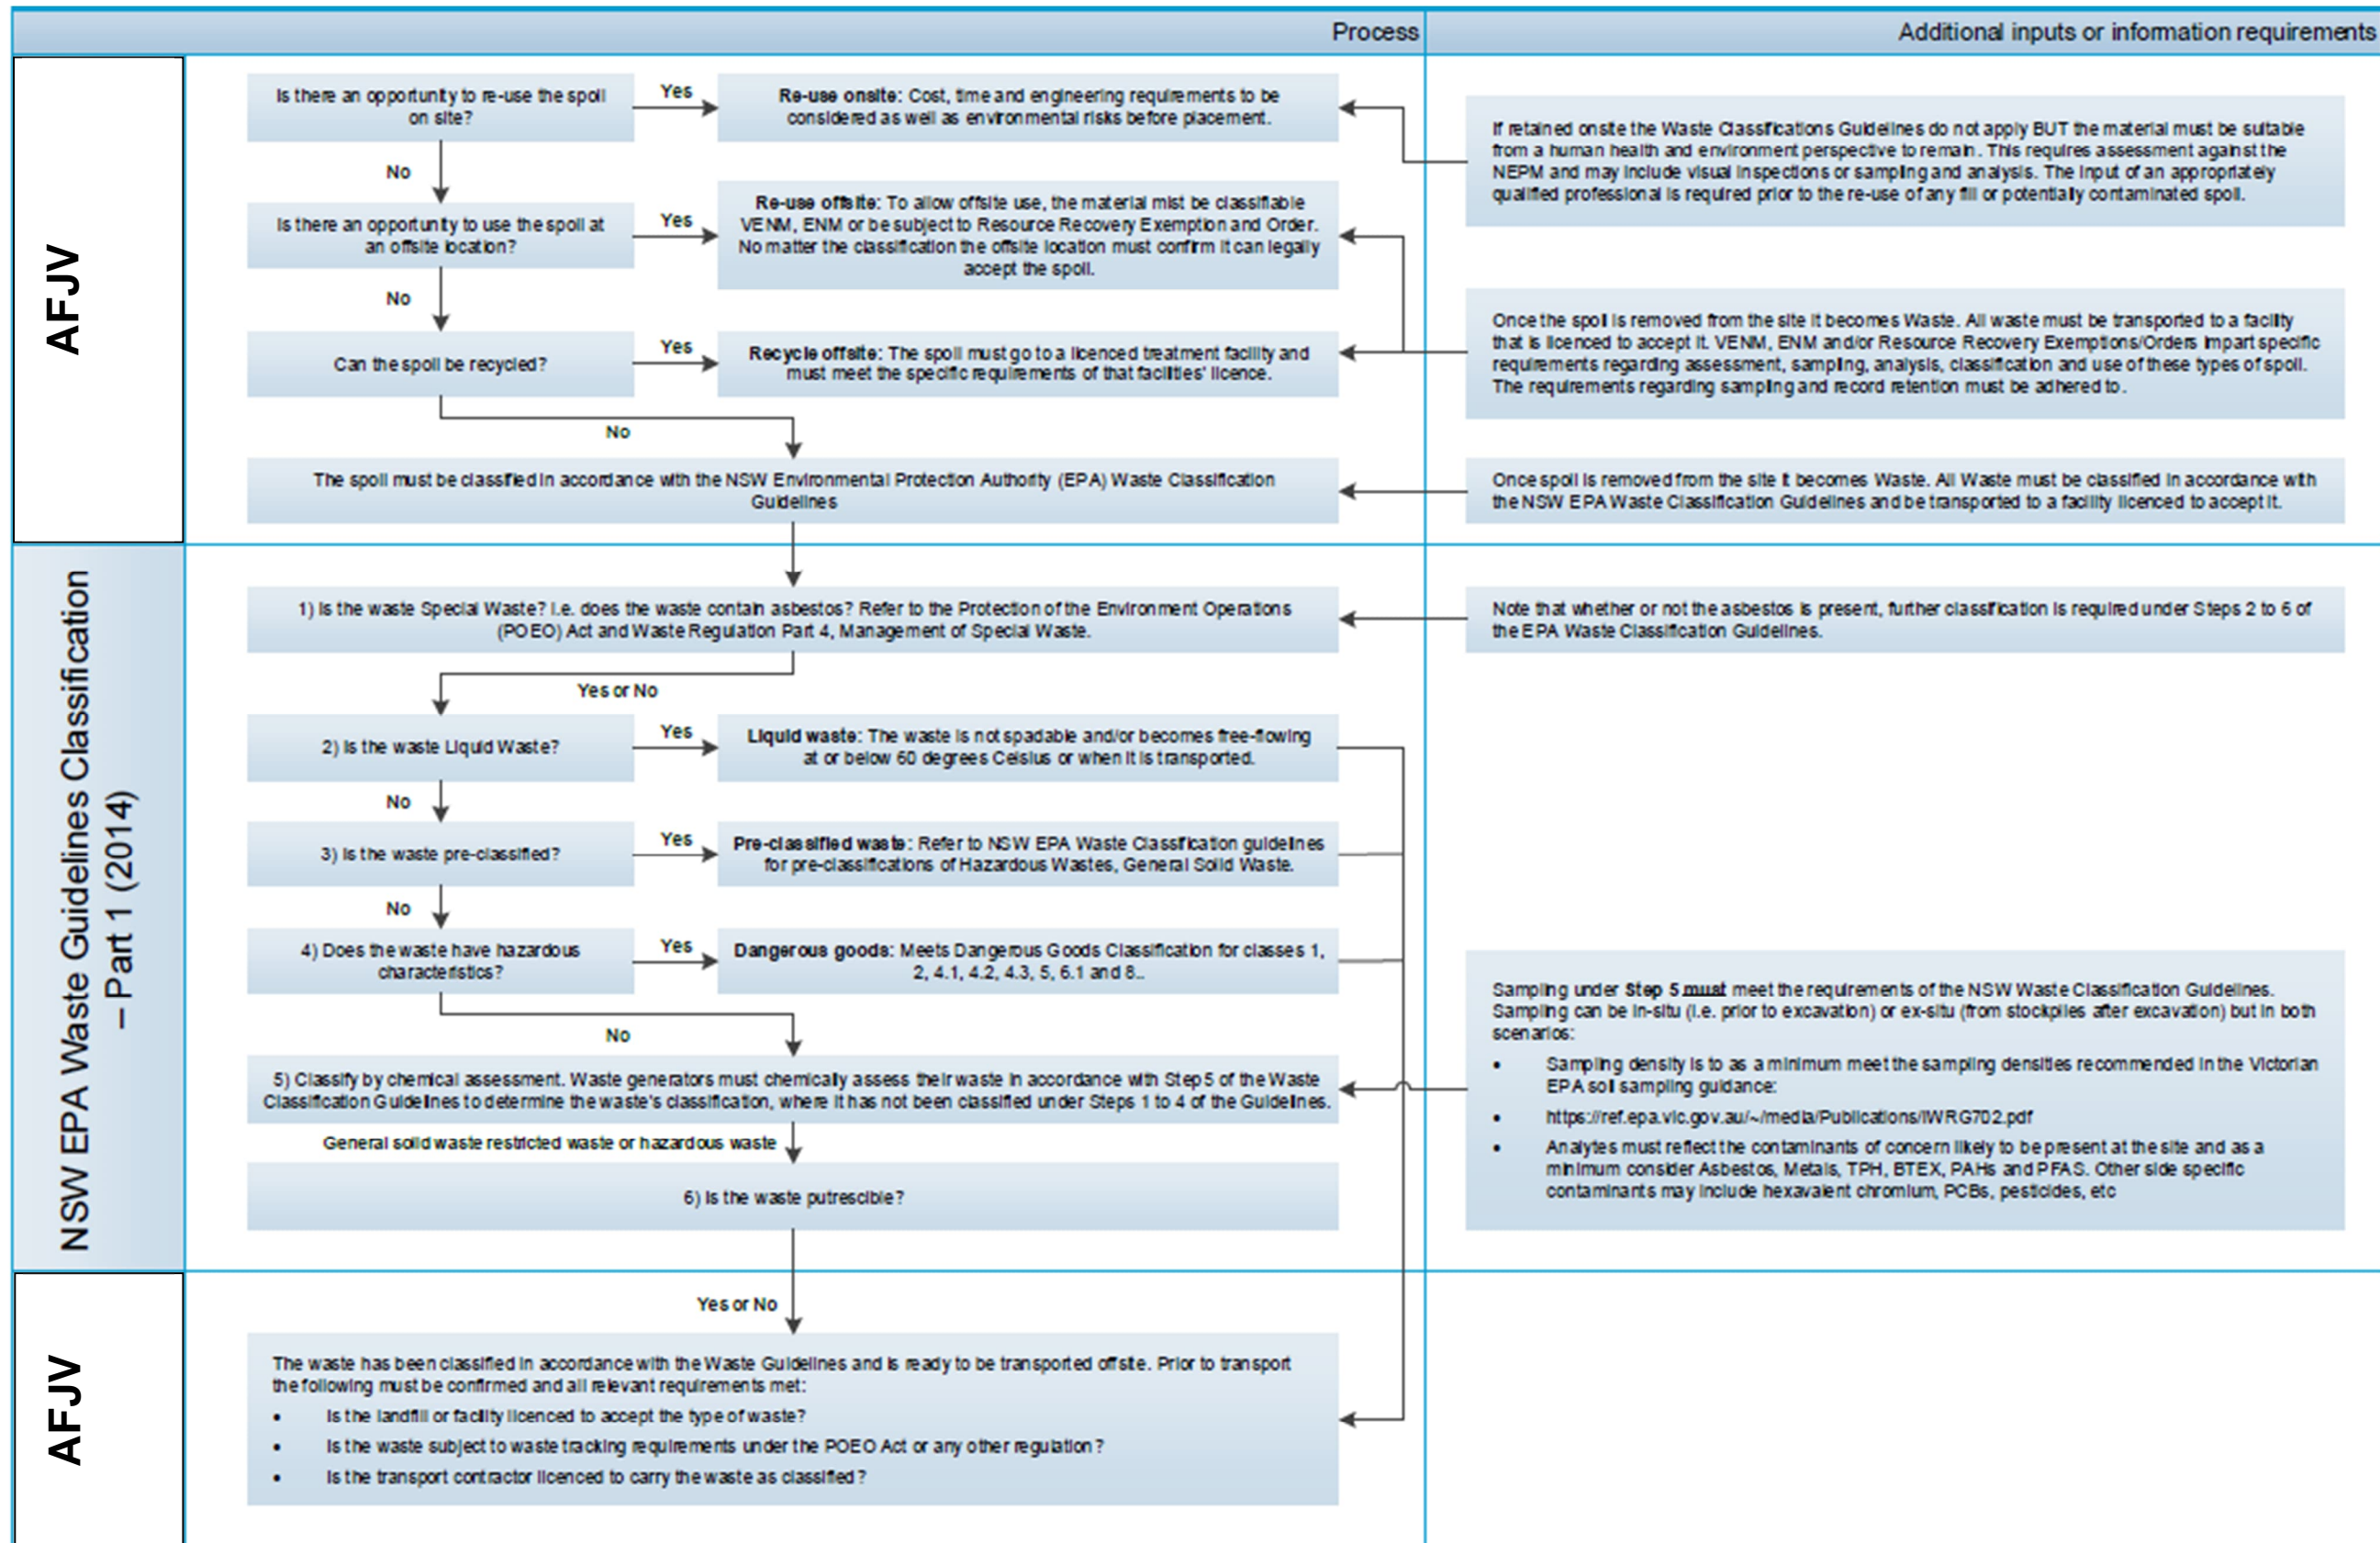 Process
Additional inputs or information requirements
AFJV
Is there an opportunity to re-use the spoil
on site?
Yes
Re-use onsite: Cost, time and engineering requirements to be
considered as well as environmental risks before placement.
If retained onsite the Waste Classifications Guidelines do not apply BUT the material must be suitable
from a human health and environment perspective to remain. This requires assessment against the
NEPM and may include visual inspections or sampling and analysis. The input of an appropriately
qualified professional is required prior to the re-use of any fill or potentially contaminated spoil.
No
Is there an opportunity to use the spoil at
an offsite location?
Yes
Re-use offsite: To allow offsite use, the material mist be classifiable
VENM, ENM or be subject to Resource Recovery Exemption and Order.
No matter the classification the offsite location must confirm it can legally
accept the spoil.
No
Can the spoil be recycled?
Yes
Recycle offsite: The spoil must go to a licenced treatment facility and
must meet the specific requirements of that facilities' licence.
Once the spoil is removed from the site it becomes Waste. All waste must be transported to a facility
that is licenced to accept it. VENM, ENM and/or Resource Recovery Exemptions/Orders impart specific
requirements regarding assessment, sampling, analysis, classification and use of these types of spoil.
The requirements regarding sampling and record retention must be adhered to.
No
The spoil must be classified in accordance with the NSW Environmental Protection Authority (EPA) Waste Classification
Guidelines
Once spoil is removed from the site it becomes Waste. All Waste must be classified in accordance with
the NSW EPA Waste Classification Guidelines and be transported to a facility licenced to accept it.
NSW EPA Waste Guidelines Classification
– Part 1 (2014)
1) Is the waste Special Waste? I.e. does the waste contain asbestos? Refer to the Protection of the Environment Operations
(POEO) Act and Waste Regulation Part 4, Management of Special Waste.
Note that whether or not the asbestos is present, further classification is required under Steps 2 to 6 of
the EPA Waste Classification Guidelines.
Yes or No
2) Is the waste Liquid Waste?
Yes
Liquid waste: The waste is not spadable and/or becomes free-flowing
at or below 60 degrees Celsius or when it is transported.
No
3) Is the waste pre-classified?
Yes
Pre-classified waste: Refer to NSW EPA Waste Classification guidelines
for pre-classifications of Hazardous Wastes, General Solid Waste.
No
4) Does the waste have hazardous
characteristics?
Yes
Dangerous goods: Meets Dangerous Goods Classification for classes 1,
2, 4.1, 4.2, 4.3, 5, 6.1 and 8..
No
5) Classify by chemical assessment. Waste generators must chemically assess their waste in accordance with Step 5 of the Waste
Classification Guidelines to determine the waste's classification, where it has not been classified under Steps 1 to 4 of the Guidelines.
Sampling under Step 5 must meet the requirements of the NSW Waste Classification Guidelines.
Sampling can be in-situ (i.e. prior to excavation) or ex-situ (from stockpiles after excavation) but in both
scenarios:
• Sampling density is to as a minimum meet the sampling densities recommended in the Victorian
EPA soil sampling guidance:
• https://ref.epa.vic.gov.au/~/media/Publications/IWRG702.pdf
• Analytes must reflect the contaminants of concern likely to be present at the site and as a
minimum consider Asbestos, Metals, TPH, BTEX, PAHs and PFAS. Other side specific
contaminants may include hexavalent chromium, PCBs, pesticides, etc
General solid waste restricted waste or hazardous waste
6) Is the waste putrescible?
AFJV
Yes or No
The waste has been classified in accordance with the Waste Guidelines and is ready to be transported offsite. Prior to transport
the following must be confirmed and all relevant requirements met:
• Is the landfill or facility licenced to accept the type of waste?
• Is the waste subject to waste tracking requirements under the POEO Act or any other regulation?
• Is the transport contractor licenced to carry the waste as classified?